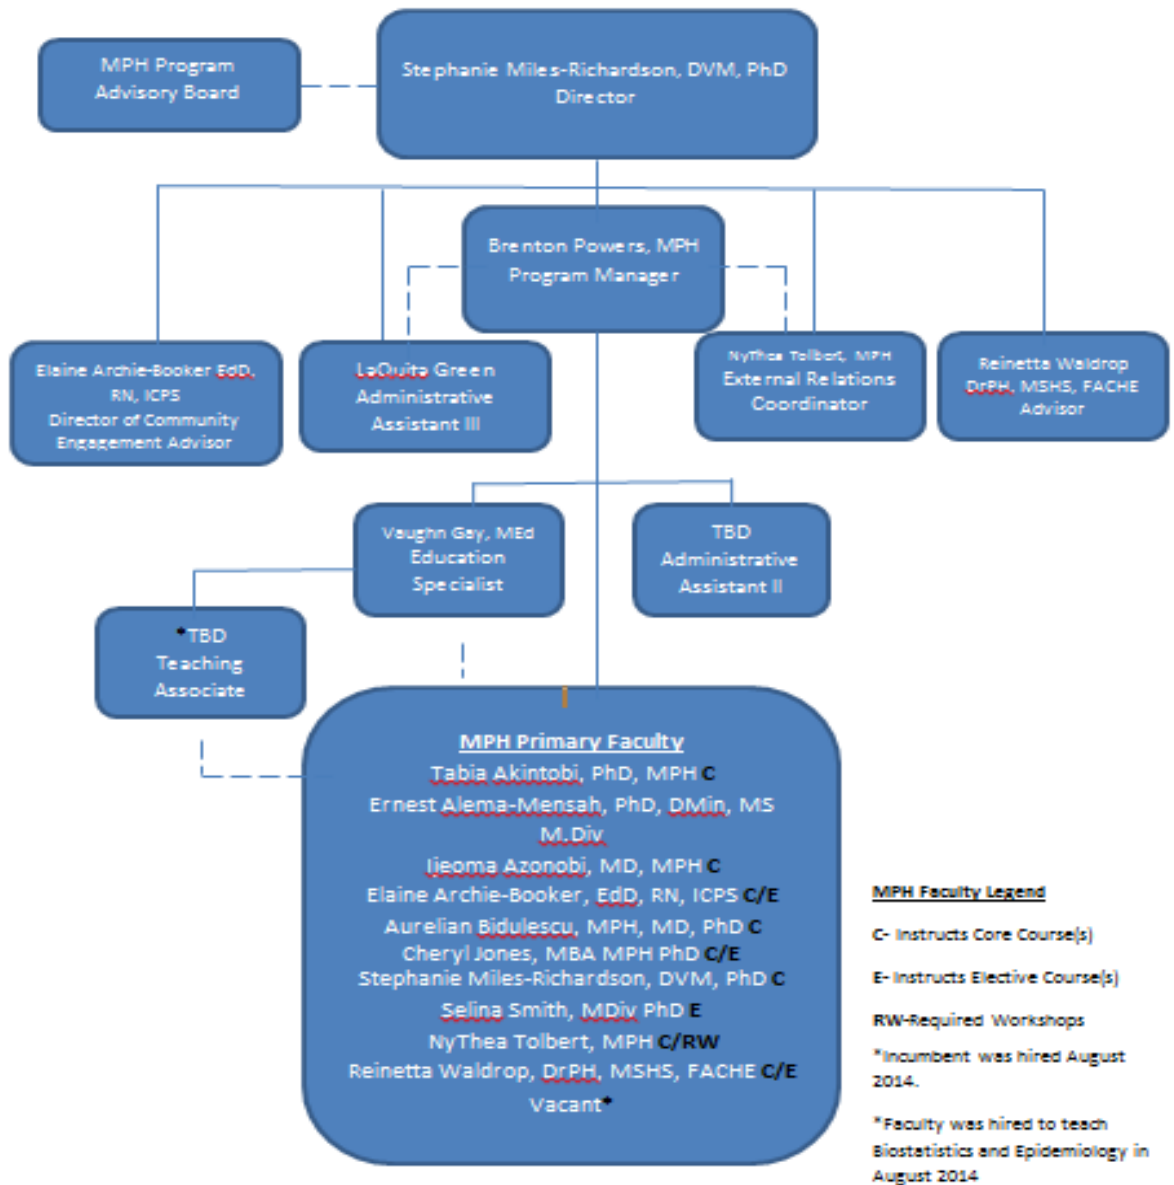 MPH Program
Advisory Board
Stephanie Miles-Richardson, DVM, PhD
Director
Brenton Powers, MPH
Program Manager
Elaine Archie-Booker EdD,
RN, ICPS
Director of Community
Engagement Advisor
LaQuita Green
Administrative
Assistant III
NyThea Tolbert, MPH
External Relations
Coordinator
Reinetta Waldrop
DrPH, MSHS, FACHE
Advisor
Vaughn Gay, MEd
Education
Specialist
TBD
Administrative
Assistant II
*TBD
Teaching
Associate
MPH Primary Faculty
Tabia Akintobi, PhD, MPH C
Ernest Alema-Mensah, PhD, DMin, MS
M.Div
Ijeoma Azonobi, MD, MPH C
Elaine Archie-Booker, EdD, RN, ICPS C/E
Aurelian Bidulescu, MPH, MD, PhD C
Cheryl Jones, MBA MPH PhD C/E
Stephanie Miles-Richardson, DVM, PhD C
Selina Smith, MDiv PhD E
NyThea Tolbert, MPH C/RW
Reinetta Waldrop, DrPH, MSHS, FACHE C/E
Vacant*
MPH Faculty Legend
C- Instructs Core Course(s)
E- Instructs Elective Course(s)
RW-Required Workshops
*Incumbent was hired August
2014.
*Faculty was hired to teach
Biostatistics and Epidemiology in
August 2014